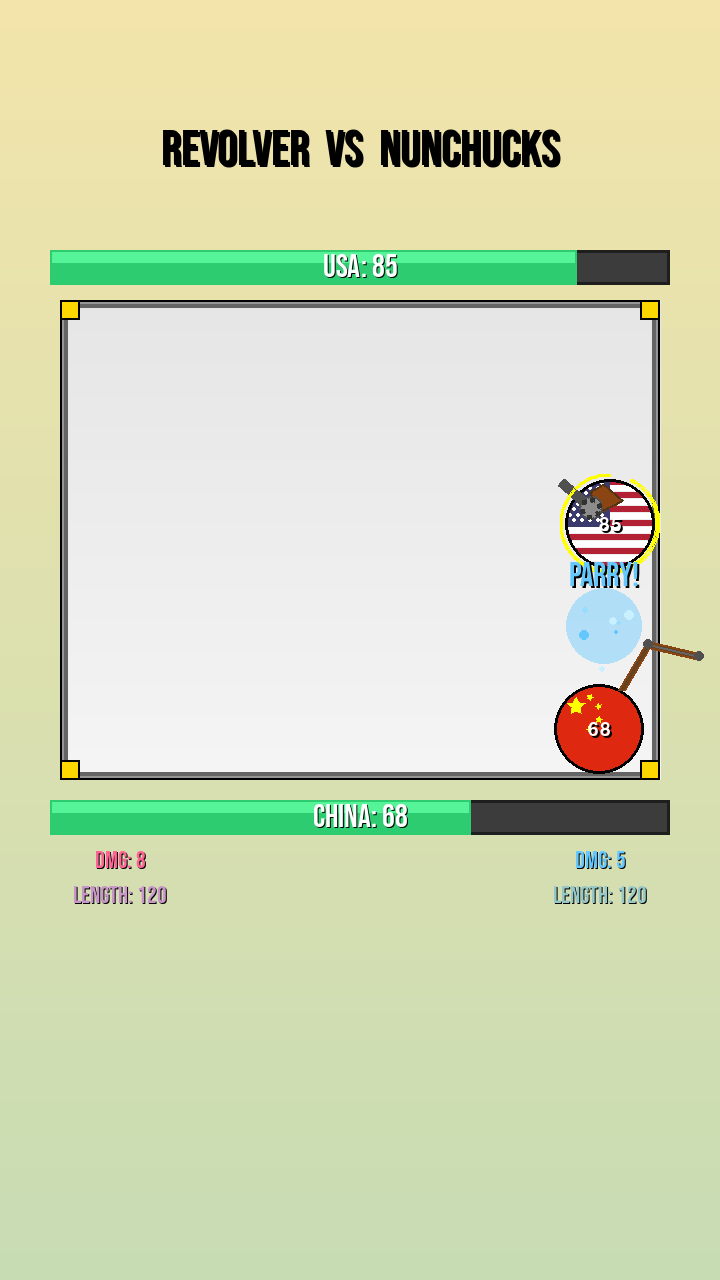 REVOLVER VS NUNCHUCKS
USA: 85
85
PARRY!
68
CHINA: 68
DMG: 8
DMG: 5
LENGTH: 120
LENGTH: 120